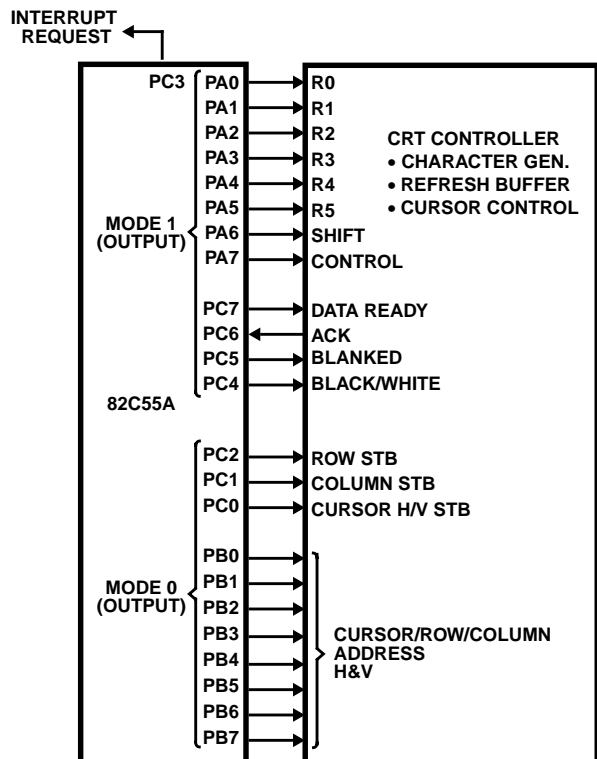 INTERRUPT
REQUEST
PC3 PA0 R0
PA1 R1
PA2 R2
PA3 R3
PA4 R4
PA5 R5
PA6 SHIFT
PA7 CONTROL
CRT CONTROLLER
• CHARACTER GEN.
• REFRESH BUFFER
• CURSOR CONTROL
MODE 1
(OUTPUT)
PC7 DATA READY
PC6 ACK
PC5 BLANKED
PC4 BLACK/WHITE
82C55A
PC2 ROW STB
PC1 COLUMN STB
PC0 CURSOR H/V STB
MODE 0
(OUTPUT)
PB0
PB1
PB2
PB3
PB4
PB5
PB6
PB7
CURSOR/ROW/COLUMN
ADDRESS
H&V